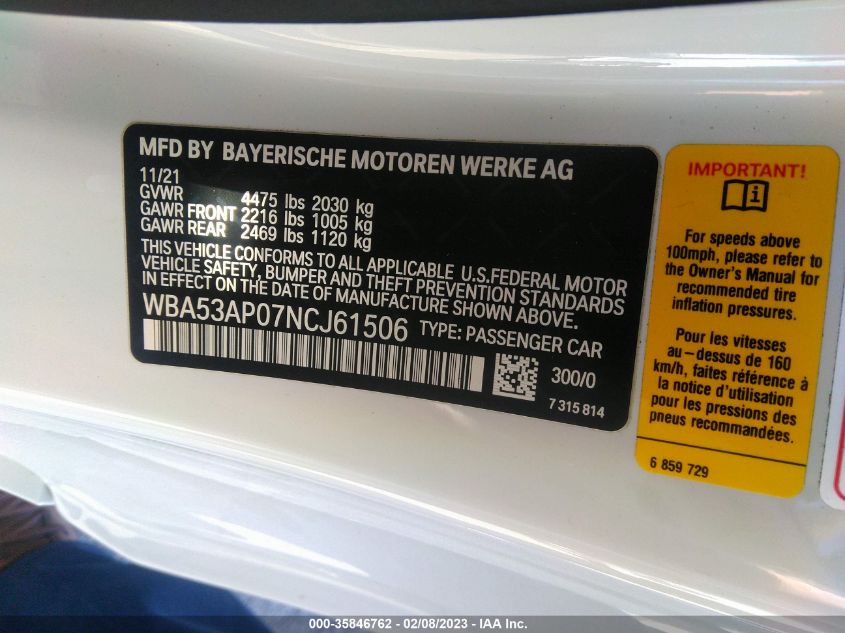 MFD BY BAYERISCHE MOTOREN WERKE AG
11/21
GVWR 4475 lbs 2030 kg
GAWR FRONT 2216 lbs 1005 kg
GAWR REAR 2469 lbs 1120 kg
THIS VEHICLE CONFORMS TO ALL APPLICABLE U.S.FEDERAL MOTOR
VEHICLE SAFETY, BUMPER AND THEFT PREVENTION STANDARDS
IN EFFECT ON THE DATE OF MANUFACTURE SHOWN ABOVE.
WBA53AP07NCJ61506 TYPE: PASSENGER CAR
300/0
7 315 814
IMPORTANT!
For speeds above
100mph, please refer to
the Owner's Manual for
recommended tire
inflation pressures.
Pour les vitesses
au-dessus de 160
km/h, faites référence à
la notice d'utilisation
pour les pressions des
pneus recommandées.
6 859 729
000-35846762 - 02/08/2023 - IAA Inc.